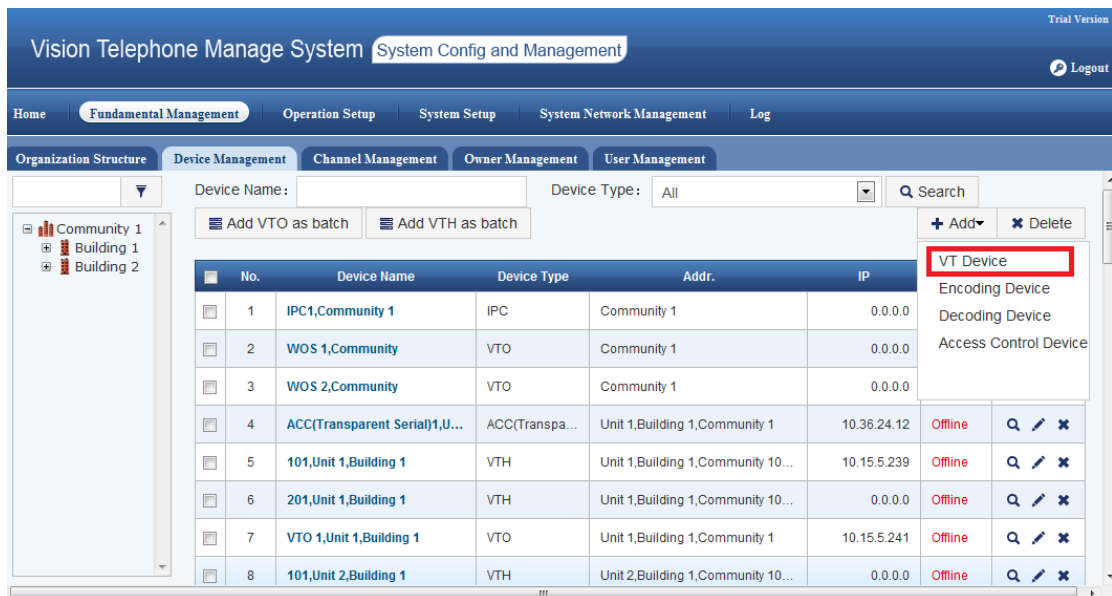 Trial Version
Vision Telephone Manage System System Config and Management
Logout
Home Fundamental Management Operation Setup System Setup System Network Management Log
Organization Structure Device Management Channel Management Owner Management User Management
Device Name: Device Type: All Search
Add VTO as batch Add VTH as batch Add Delete
Community 1
Building 1
Building 2
VT Device
Encoding Device
Decoding Device
Access Control Device
No. Device Name Device Type Addr. IP
1 IPC1,Community 1 IPC Community 1 0.0.0.0
2 WOS 1,Community VTO Community 1 0.0.0.0
3 WOS 2,Community VTO Community 1 0.0.0.0
4 ACC(Transparent Serial)1,U... ACC(Transpa... Unit 1,Building 1,Community 1 10.36.24.12 Offline
5 101,Unit 1,Building 1 VTH Unit 1,Building 1,Community 10... 10.15.5.239 Offline
6 201,Unit 1,Building 1 VTH Unit 1,Building 1,Community 10... 0.0.0.0 Offline
7 VTO 1,Unit 1,Building 1 VTO Unit 1,Building 1,Community 10... 10.15.5.241 Offline
8 101,Unit 2,Building 1 VTH Unit 2,Building 1,Community 10... 0.0.0.0 Offline